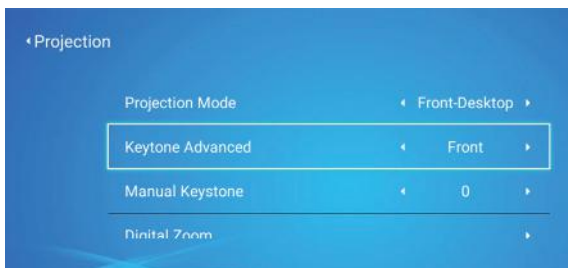 Projection
Projection Mode Front-Desktop
Keytone Advanced Front
Manual Keystone 0
Digital Zoom